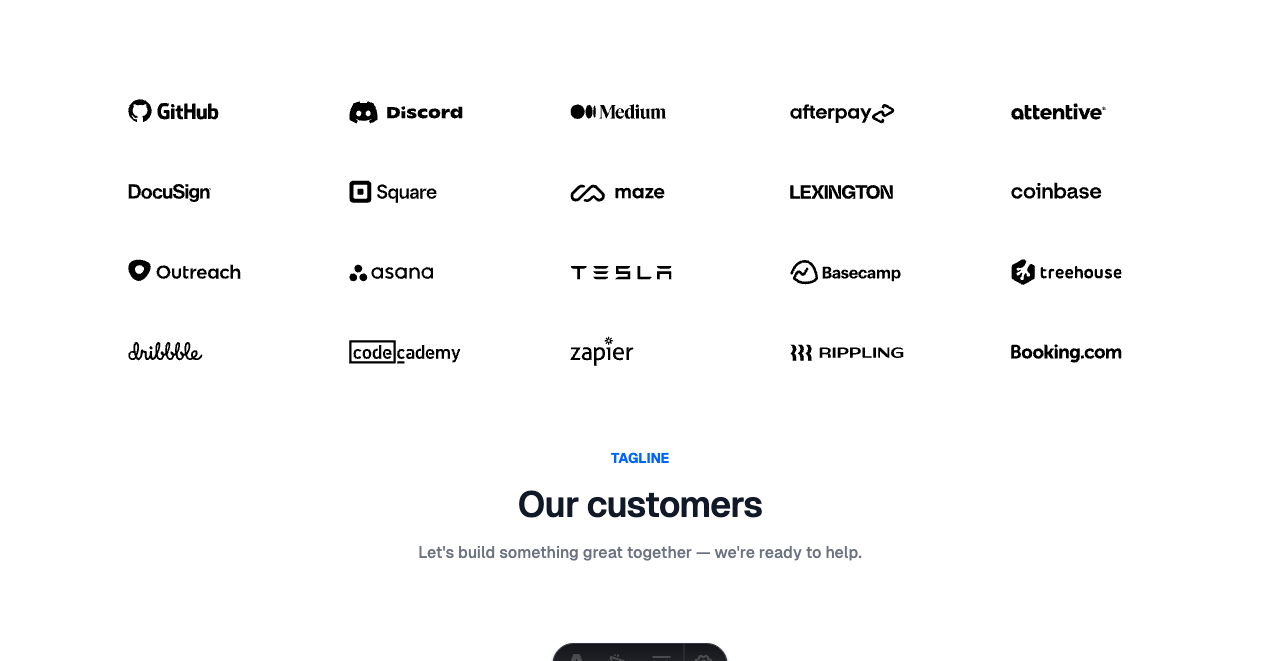 GitHub Discord Medium afterpay attentive
DocuSign Square maze LEXINGTON coinbase
Outreach asana TESLA Basecamp treehouse
dribbble codecademy zapier RIPPLING Booking.com
TAGLINE
Our customers
Let's build something great together — we're ready to help.